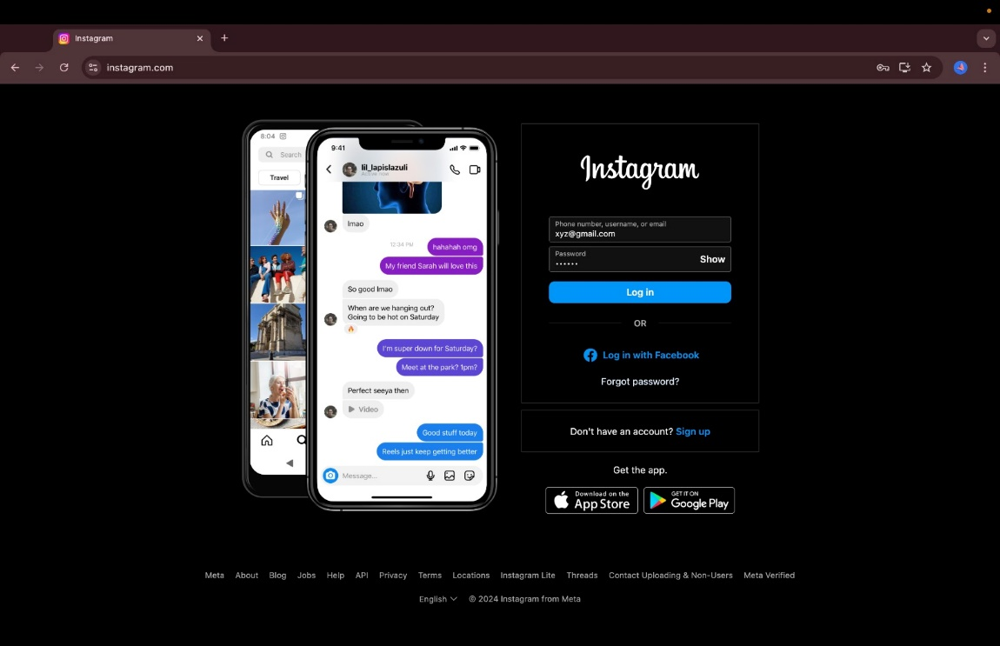 Instagram
instagram.com
8:04
Search
Travel
9:41
lil_lapislazuli
Active now
lmao
12:34 PM
hahahah omg
My friend Sarah will love this
So good lmao
When are we hanging out?
Going to be hot on Saturday
I'm super down for Saturday?
Meet at the park? 1pm?
Perfect seeya then
Video
Good stuff today
Reels just keep getting better
Message...
Instagram
Phone number, username, or email
xyz@gmail.com
Password
••••••
Show
Log in
OR
Log in with Facebook
Forgot password?
Don't have an account? Sign up
Get the app.
Download on the
App Store
GET IT ON
Google Play
Meta About Blog Jobs Help API Privacy Terms Locations Instagram Lite Threads Contact Uploading & Non-Users Meta Verified
English © 2024 Instagram from Meta